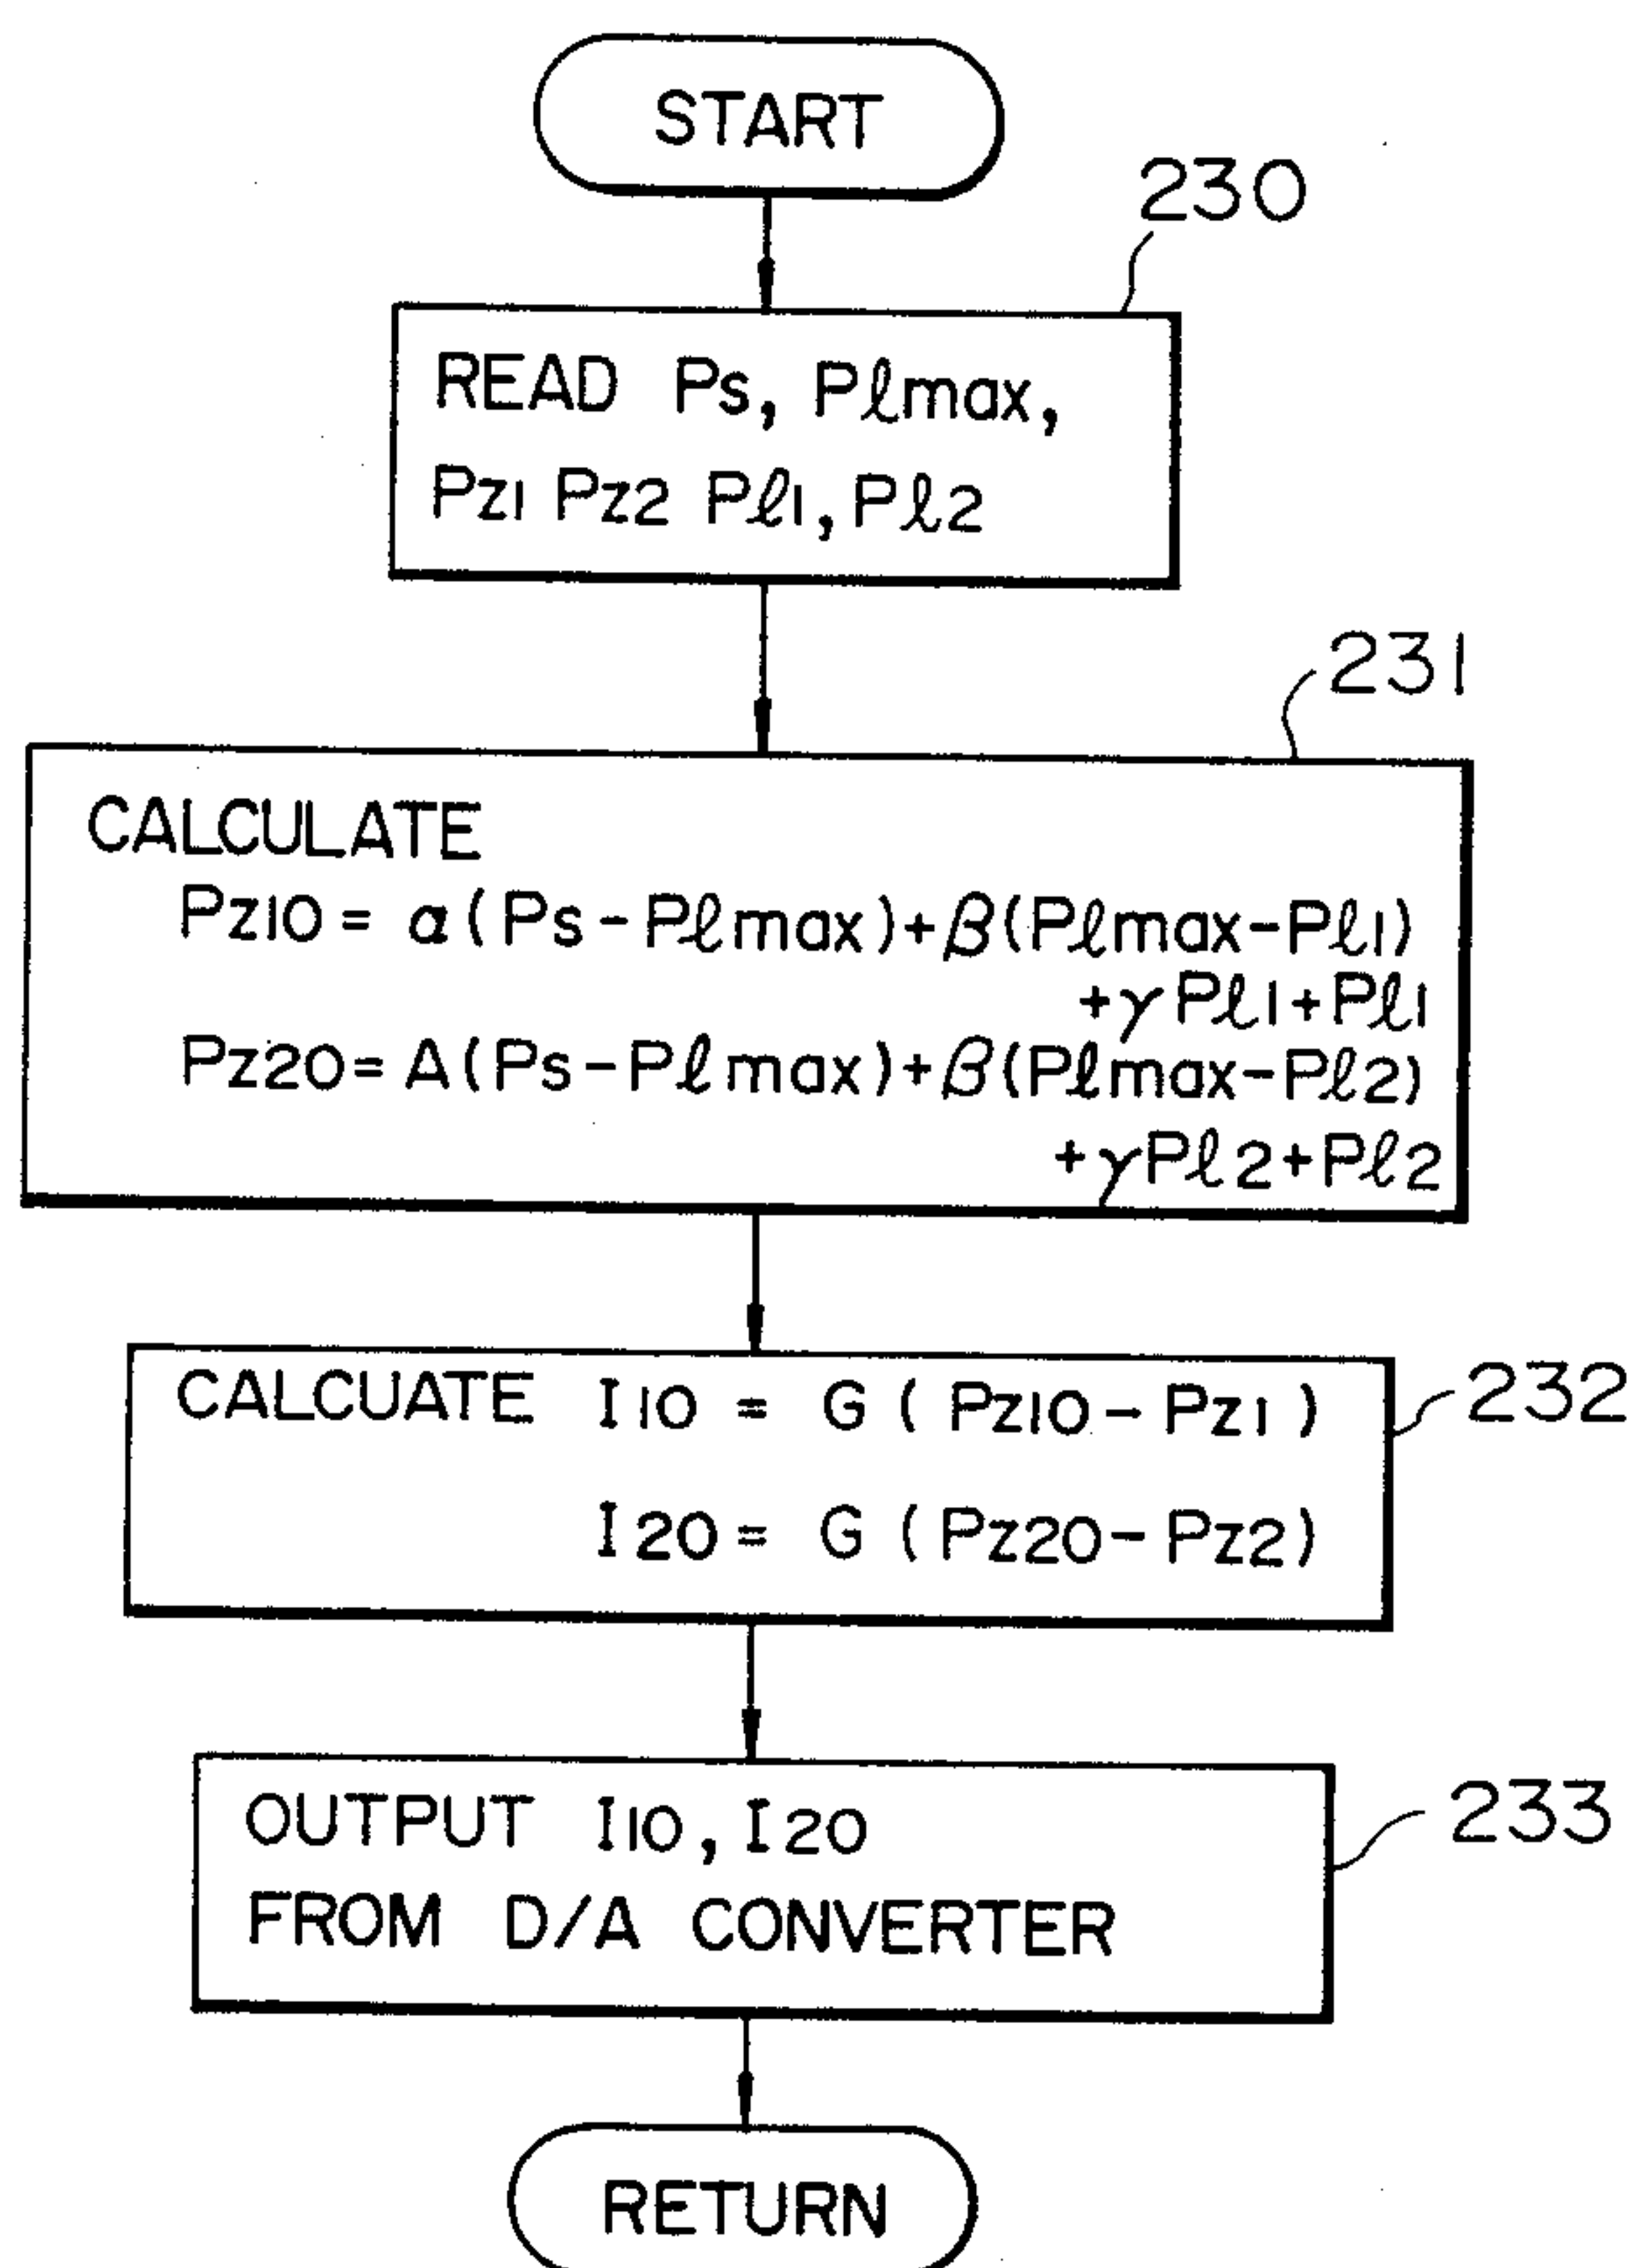 START
230
READ Ps, Pℓmax,
Pz1 Pz2 Pℓ1, Pℓ2
231
CALCULATE
Pz10 = α (Ps - Pℓmax) + β(Pℓmax - Pℓ1)
+ γPℓ1 + Pℓ1
Pz20 = A (Ps - Pℓmax) + β(Pℓmax - Pℓ2)
+ γPℓ2 + Pℓ2
CALCUATE I10 = G ( Pz10 - Pz1 )
232
I20 = G ( Pz20 - Pz2 )
OUTPUT I10, I20
233
FROM D/A CONVERTER
RETURN